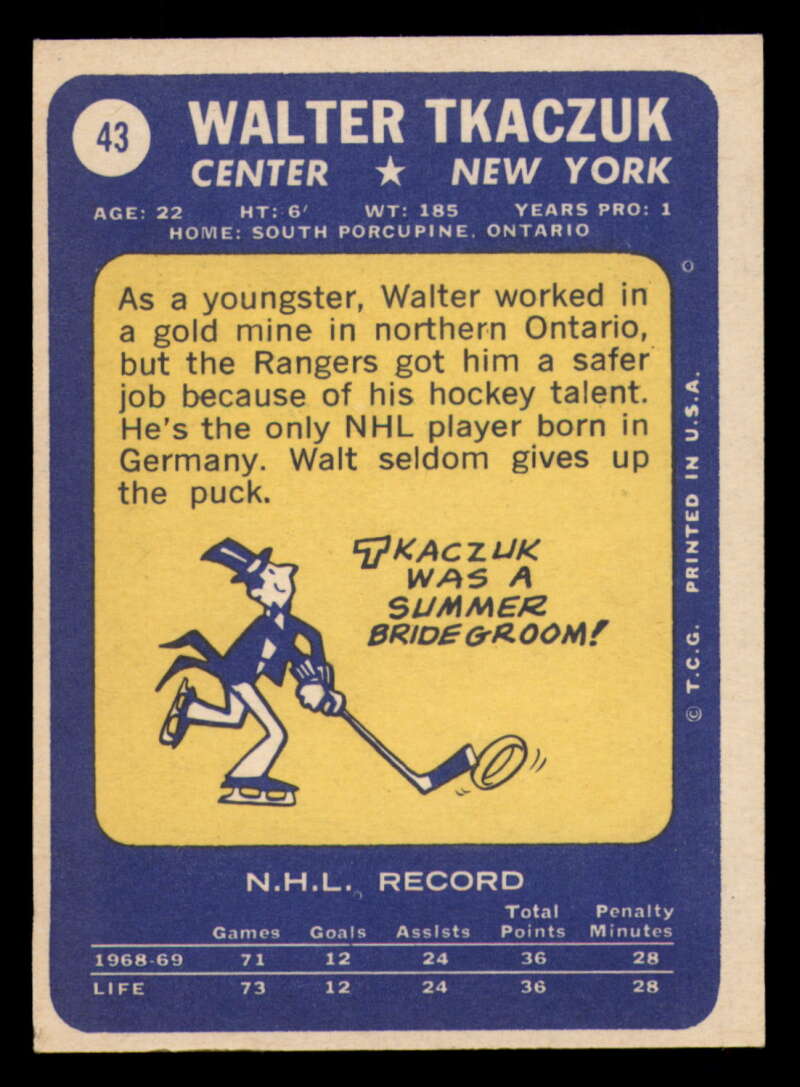 43
WALTER TKACZUK
CENTER ★ NEW YORK
AGE: 22 HT: 6' WT: 185 YEARS PRO: 1
HOME: SOUTH PORCUPINE, ONTARIO
As a youngster, Walter worked in
a gold mine in northern Ontario,
but the Rangers got him a safer
job because of his hockey talent.
He's the only NHL player born in
Germany. Walt seldom gives up
the puck.
TKACZUK
WAS A
SUMMER
BRIDEGROOM!
© T.C.G. PRINTED IN U.S.A.
N.H.L. RECORD
Games Goals Assists Total Points Penalty Minutes
1968-69 71 12 24 36 28
LIFE 73 12 24 36 28